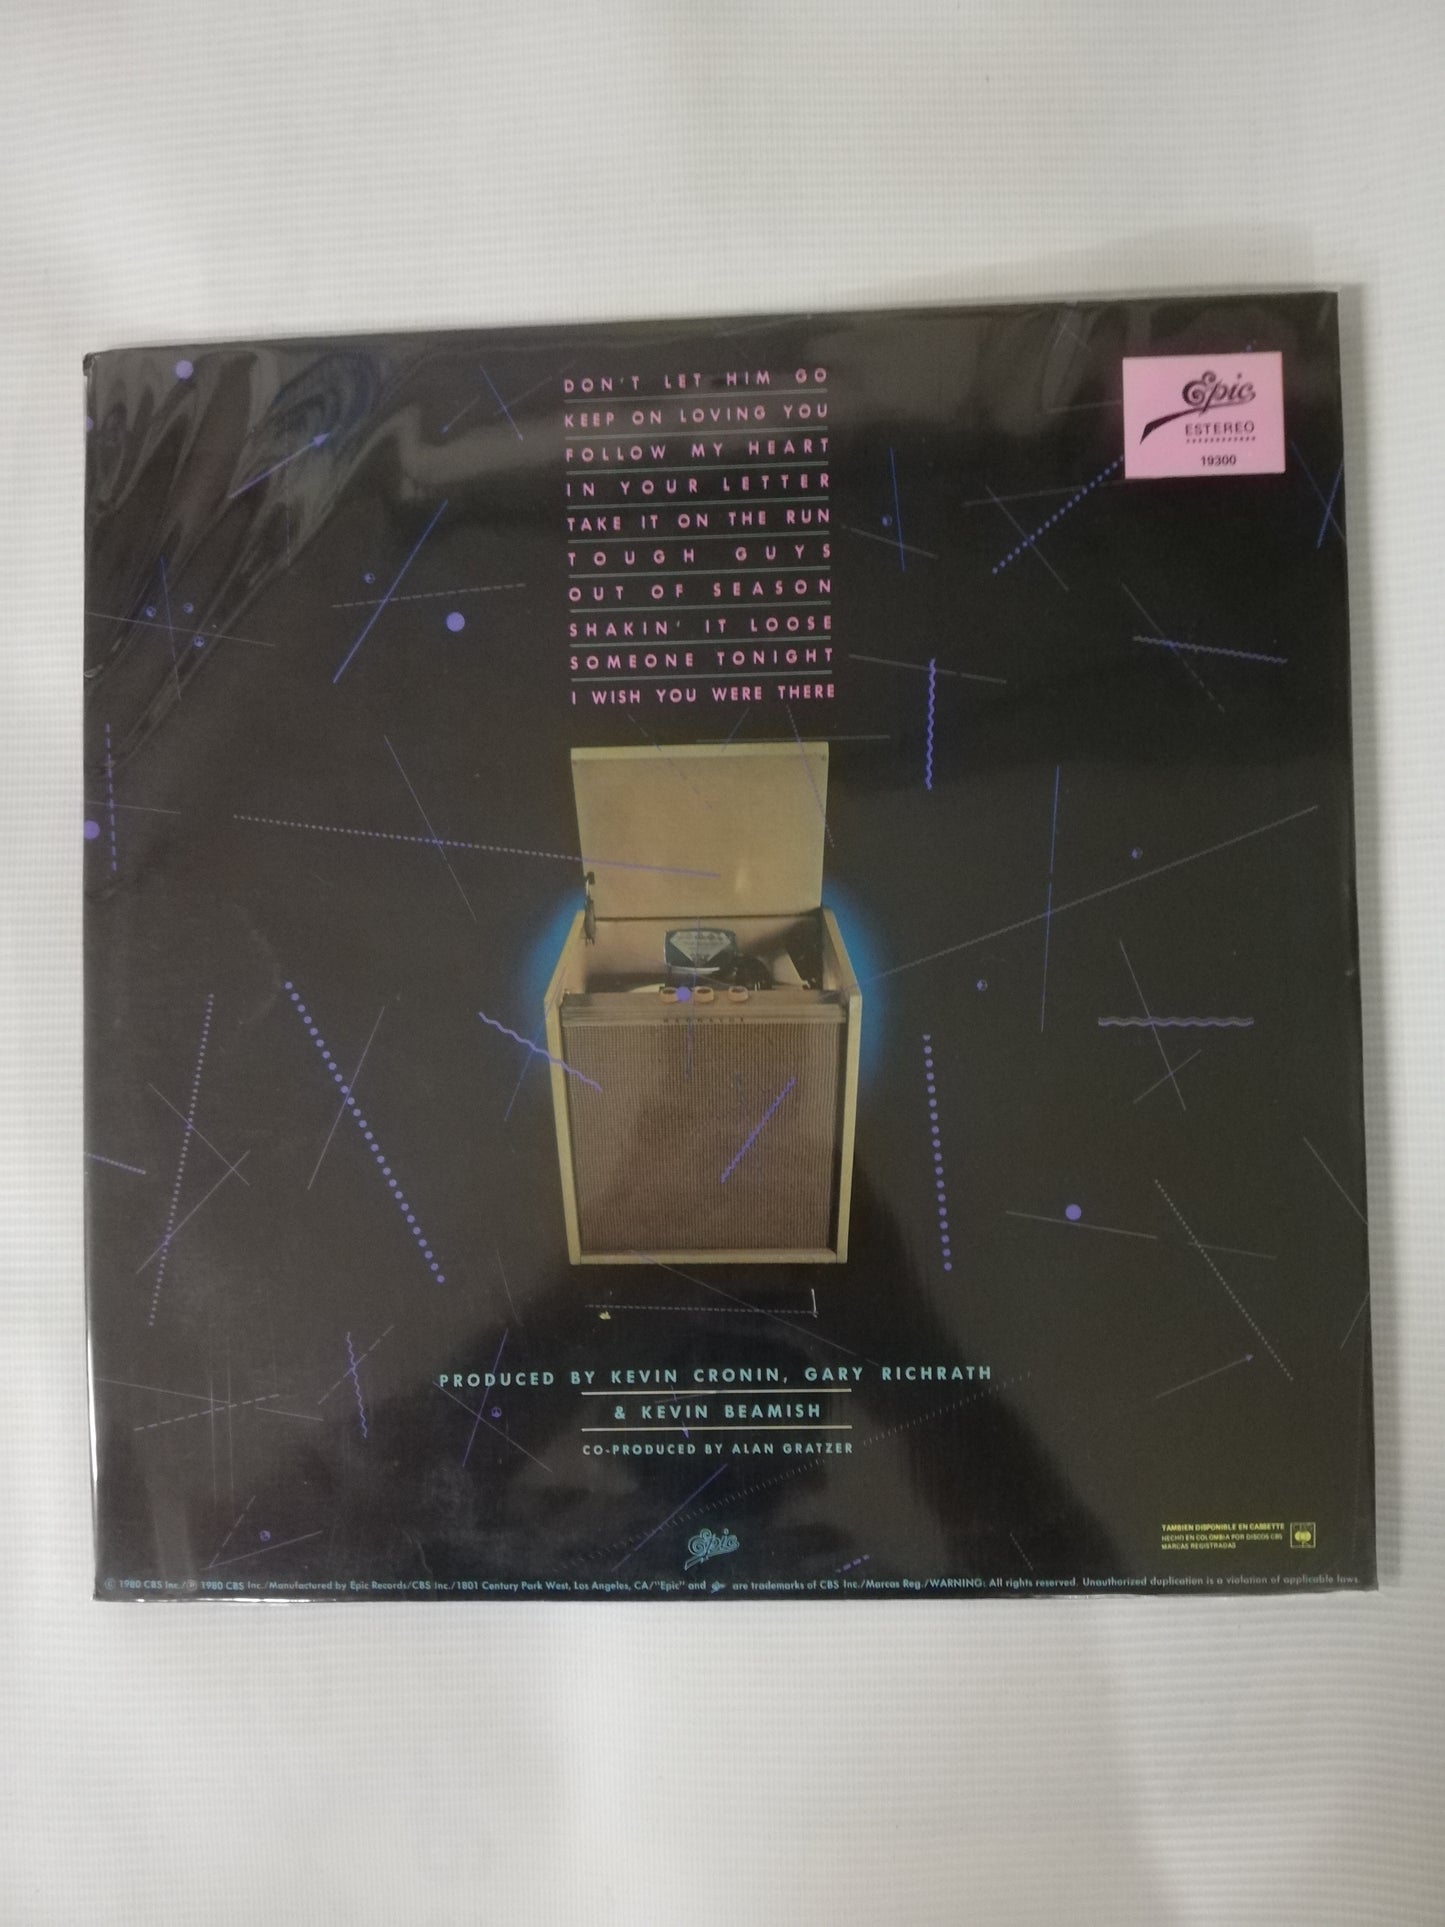 DON'T LET HIM GO
KEEP ON LOVING YOU
FOLLOW MY HEART
IN YOUR LETTER
TAKE IT ON THE RUN
TOUGH GUYS
OUT OF SEASON
SHAKIN' IT LOOSE
SOMEONE TONIGHT
I WISH YOU WERE THERE
Epic
ESTEREO
19300
PRODUCED BY KEVIN CRONIN, GARY RICHRATH
& KEVIN BEAMISH
CO-PRODUCED BY ALAN GRATZER
Epic
TAMBIEN DISPONIBLE EN CASSETTE
HECHO EN COLOMBIA POR DISCOS CBS
MARCAS REGISTRADAS
© 1980 CBS Inc./℗ 1980 CBS Inc./Manufactured by Epic Records/CBS Inc./1801 Century Park West, Los Angeles, CA/"Epic" and are trademarks of CBS Inc./Marcas Reg./WARNING: All rights reserved. Unauthorized duplication is a violation of applicable laws